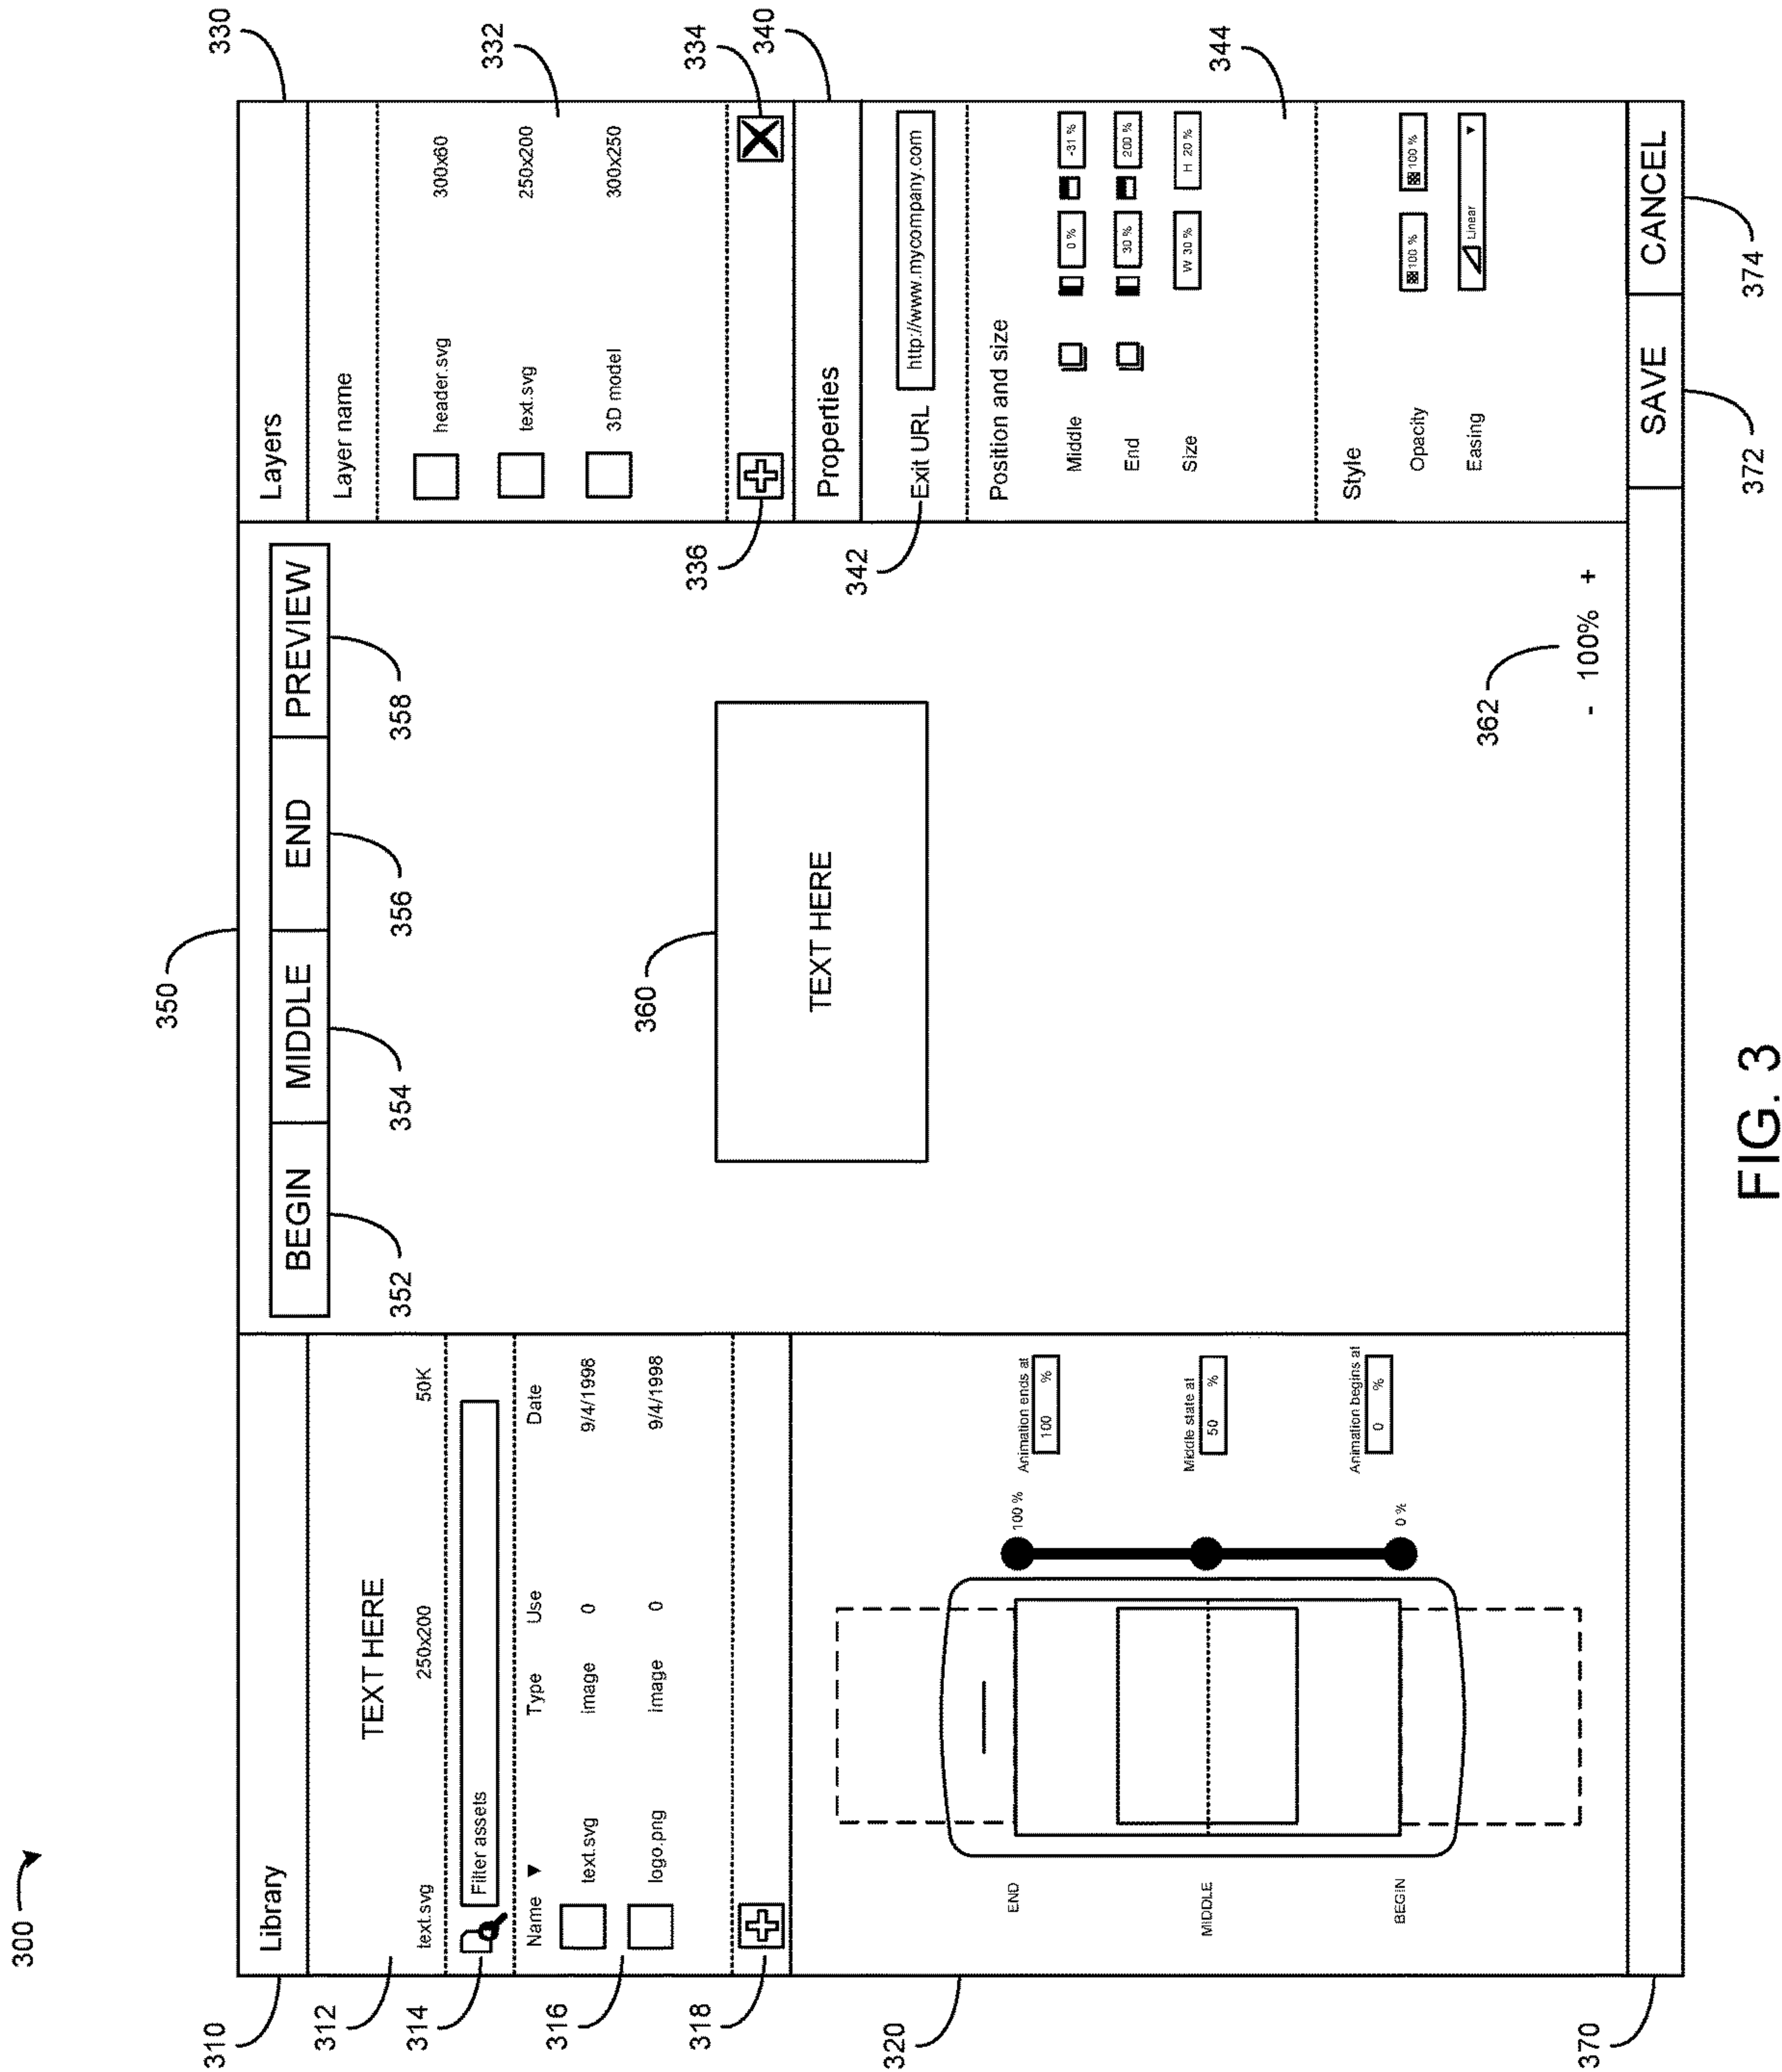 300
310
Library
312
TEXT HERE
text.svg 250x200 50K
314
Filter assets
316
Name ▼ Type Use Date
text.svg image 0 9/4/1998
logo.png image 0 9/4/1998
318
320
END
MIDDLE
BEGIN
100 %
0 %
Animation ends at
100 %
Middle state at
50 %
Animation begins at
0 %
350
BEGIN MIDDLE END PREVIEW
352 354 356 358
360
TEXT HERE
362
- 100% +
330
Layers
Layer name
332
header.svg 300x60
text.svg 250x200
3D model 300x250
336
334
340
Properties
342
Exit URL http://www.mycompany.com
Position and size
Middle 0 % -31 %
End 30 % 200 %
Size W 30 % H 20 %
344
Style
Opacity 100 % 100 %
Easing Linear ▼
370
SAVE CANCEL
372 374
FIG. 3